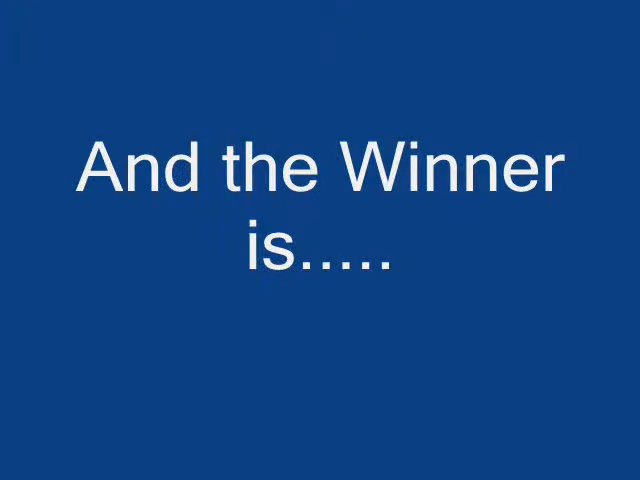 And the Winner
is.....